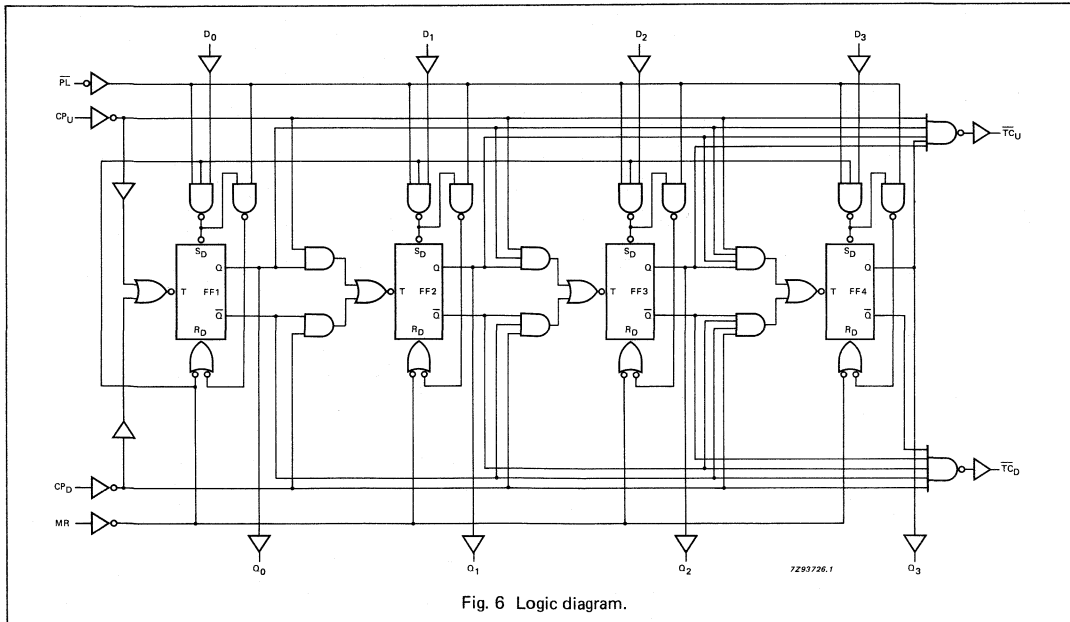 D0 D1 D2 D3
PL
CPU
TCU
SD SD SD SD
Q Q Q Q
T FF1 T FF2 T FF3 T FF4
Q Q Q Q
RD RD RD RD
CPD
TCD
MR
Q0 Q1 Q2 7Z93726.1 Q3
Fig. 6 Logic diagram.